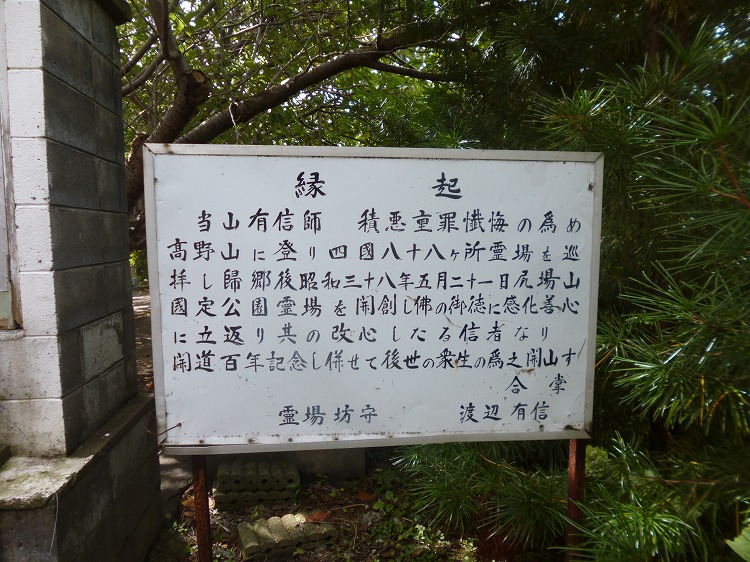 縁起
当山有信師 積悪重罪懺悔の為め
高野山に登り四國八十八ヶ所霊場を巡
拝し歸郷後昭和三十八年五月二十一日尻場山
國定公園霊場を開創し佛の御徳に感化善心
に立返り共の改心したる信者なり
開道百年記念し併せて後世の衆生の為之開山す
合掌
霊場坊守 渡辺有信